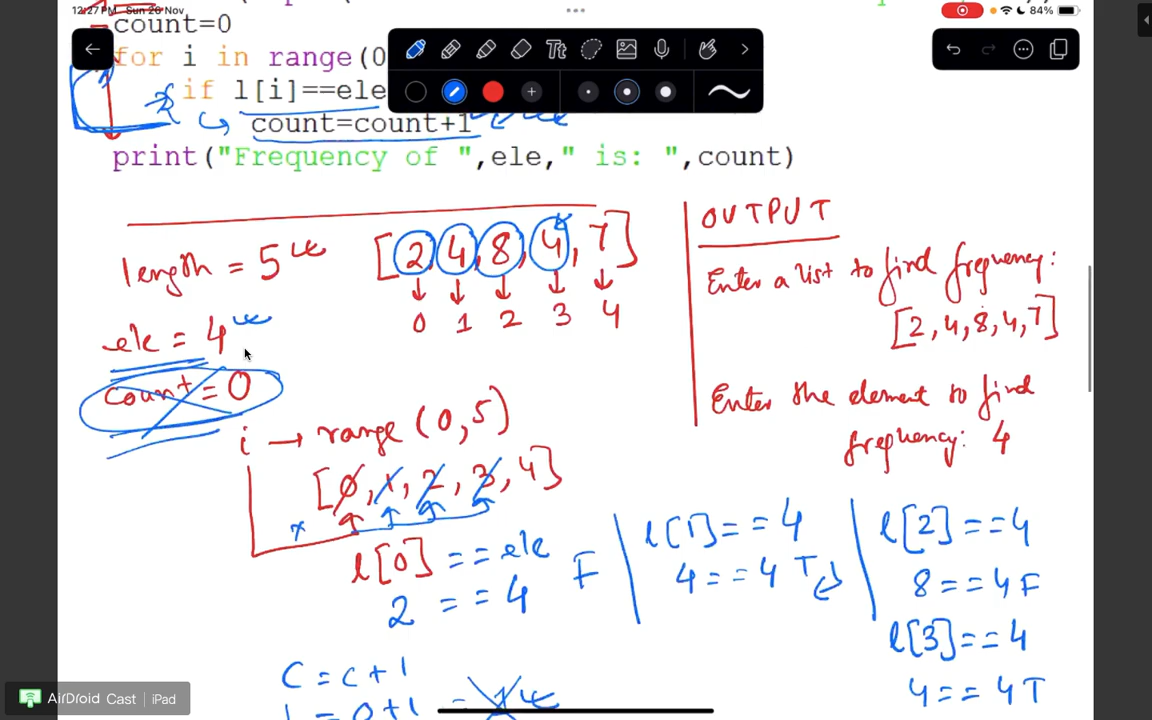 12:27 PM Sun 26 Nov
84%
count=0
for i in range(0
if l[i]==ele
count=count+1
print("Frequency of ",ele," is: ",count)
Tt
length = 5
[2, 4, 8, 4, 7]
0 1 2 3 4
ele = 4
count = 0
i → range (0,5)
[0, 1, 2, 3, 4]
l[0] == ele F
2 == 4
l[1] == 4
4 == 4 T
l[2] == 4
8 == 4 F
l[3] == 4
4 == 4 T
c = c + 1
= 0+1 = 1
OUTPUT
Enter a list to find frequency:
[2, 4, 8, 4, 7]
Enter the element to find
frequency: 4
AirDroid Cast | iPad